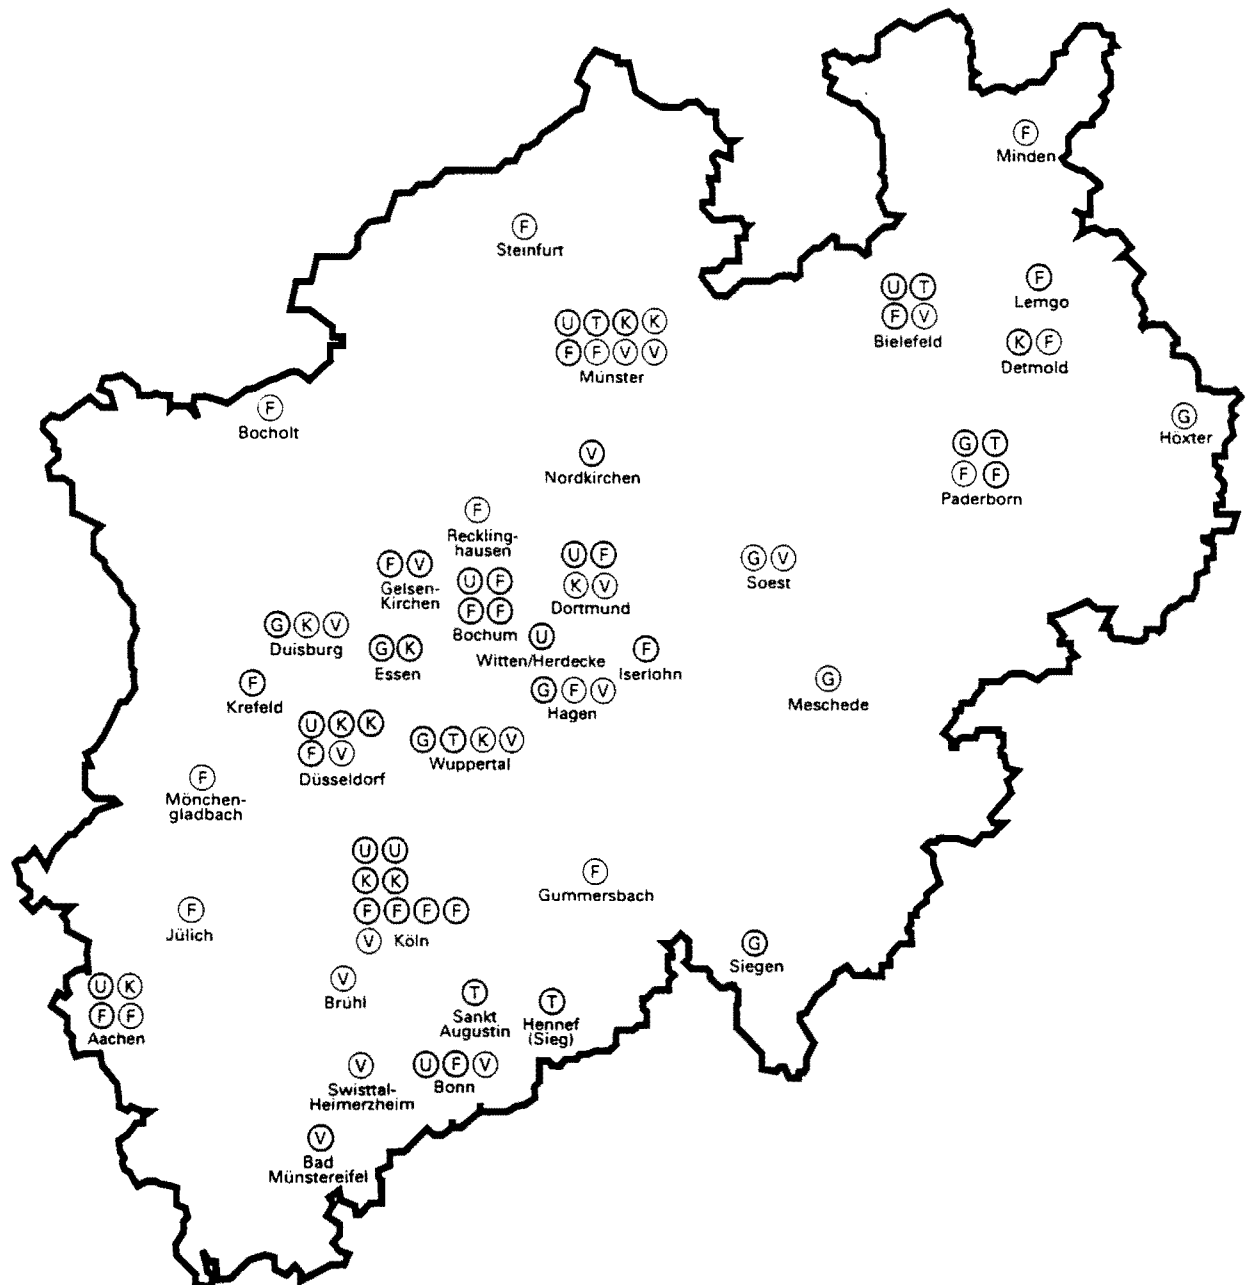 F
Minden
F
Steinfurt
U T
F V
Bielefeld
F
Lemgo
U T K K
F F V V
Münster
K F
Detmold
F
Bocholt
G
Höxter
V
Nordkirchen
G T
F F
Paderborn
F
Reckling-
hausen
F V
Gelsen-
Kirchen
U F
F F
Bochum
U F
K V
Dortmund
G V
Soest
G K V
Duisburg
G K
Essen
U
Witten/Herdecke
F
Iserlohn
F
Krefeld
G F V
Hagen
G
Meschede
U K K
F V
Düsseldorf
G T K V
Wuppertal
F
Mönchen-
gladbach
U U
K K
F F F F
V Köln
F
Gummersbach
F
Jülich
G
Siegen
U K
F F
Aachen
V
Brühl
T
Sankt
Augustin
T
Hennef
(Sieg)
V
Swisttal-
Heimerzheim
U F V
Bonn
V
Bad
Münstereifel